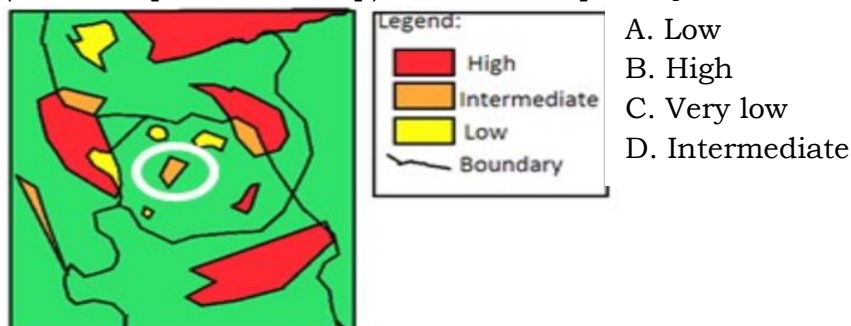 Legend:
High
Intermediate
Low
Boundary
A. Low
B. High
C. Very low
D. Intermediate